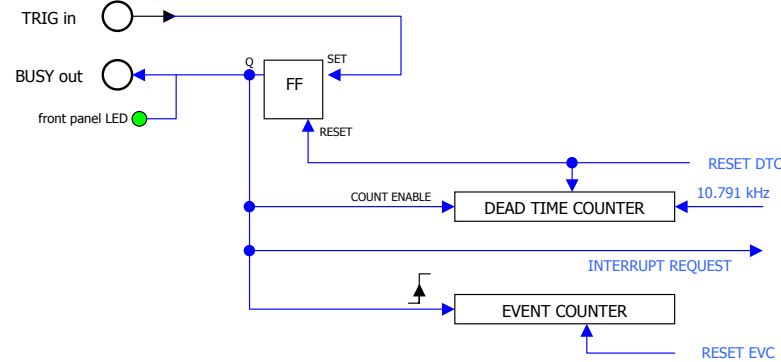 TRIG in
BUSY out
Q
SET
FF
front panel LED
RESET
RESET DTC
COUNT ENABLE
10.791 kHz
DEAD TIME COUNTER
INTERRUPT REQUEST
EVENT COUNTER
RESET EVC